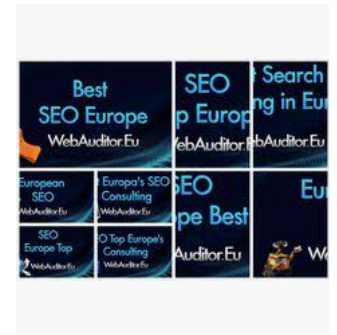 Best
SEO Europe
WebAuditor.Eu
SEO
p Europ
ebAuditor.E
t Search
ng in Eur
bAuditor.Eu
European
SEO
WebAuditor.Eu
Europa's SEO
Consulting
WebAuditor.Eu
SEO
Europe Top
WebAuditor.Eu
O Top Europe's
Consulting
WebAuditor.Eu
SEO
pe Best
Auditor.Eu
Eu
We